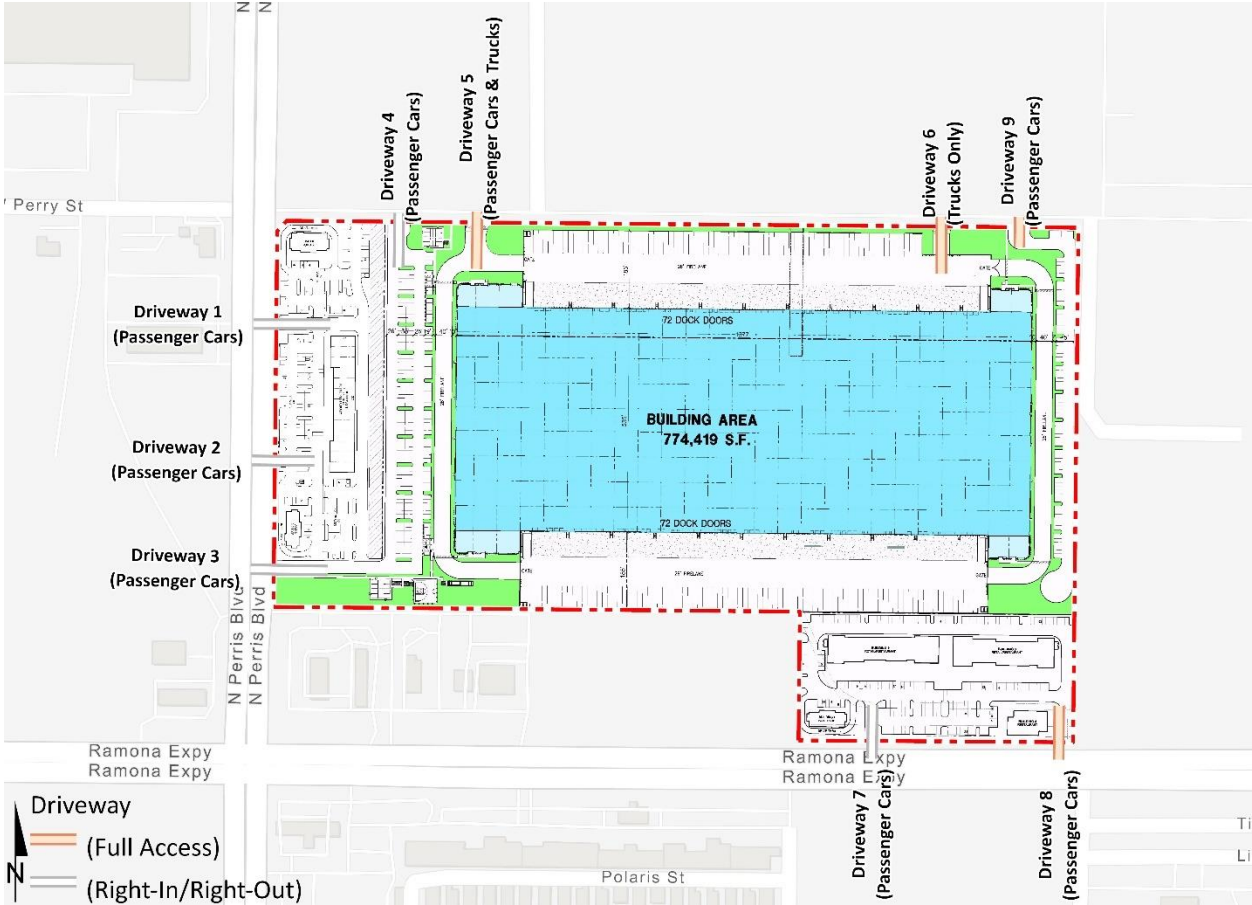 N
N
Driveway 4
(Passenger Cars)
Driveway 5
(Passenger Cars & Trucks)
Driveway 6
(Trucks Only)
Driveway 9
(Passenger Cars)
Perry St
Driveway 1
(Passenger Cars)
72 DOCK DOORS
BUILDING AREA
774,419 S.F.
Driveway 2
(Passenger Cars)
72 DOCK DOORS
Driveway 3
(Passenger Cars)
N Perris Blvd
N Perris Blvd
Ramona Expy
Ramona Expy
Ramona Expy
Ramona Expy
Driveway 7
(Passenger Cars)
Driveway 8
(Passenger Cars)
Driveway
(Full Access)
(Right-In/Right-Out)
N
Polaris St
Ti
Li